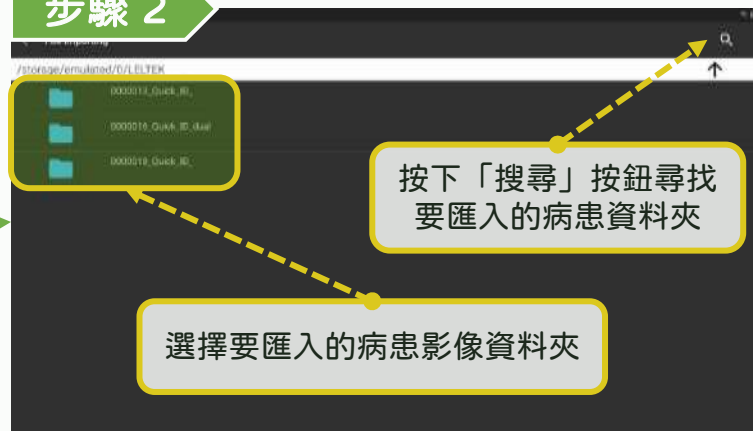 步驟 2
File Importing
/storage/emulated/0/LELTEK
0000013_Quick_ID_
0000016_Quick_ID_dual
0000019_Quick_ID_
按下「搜尋」按鈕尋找
要匯入的病患資料夾
選擇要匯入的病患影像資料夾